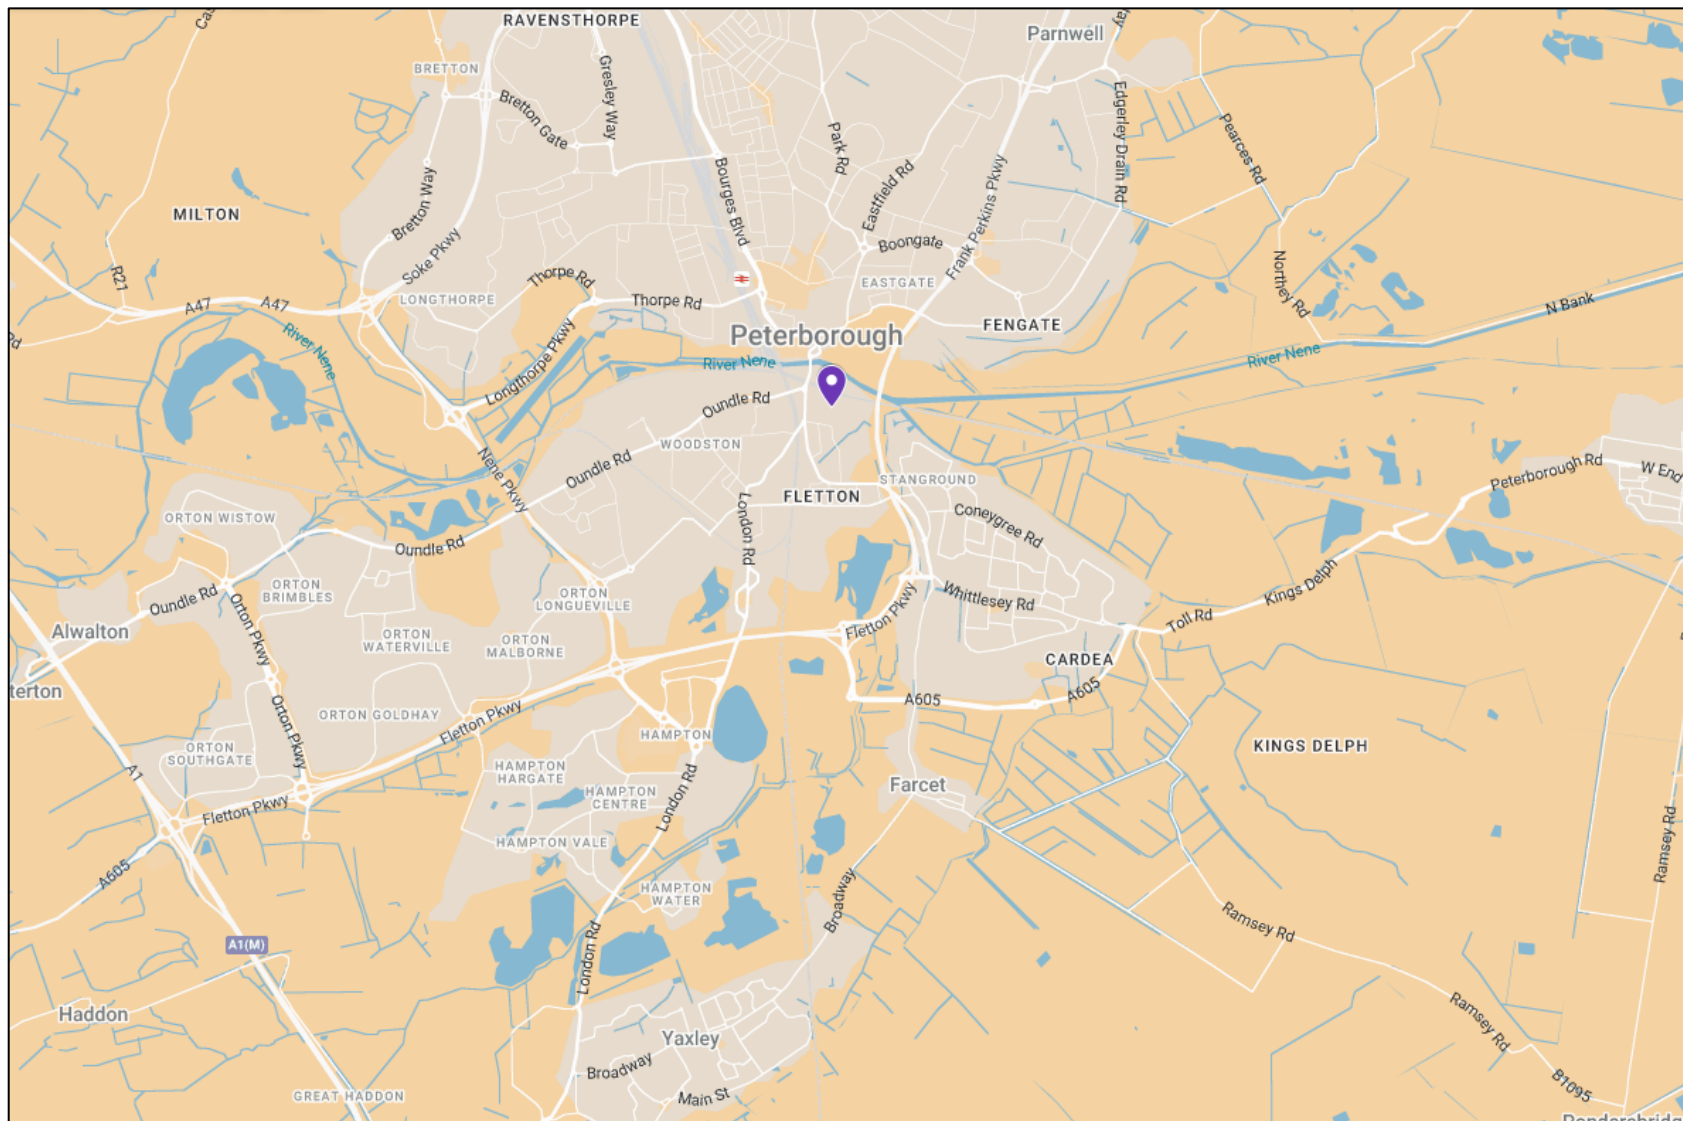 RAVENSTHORPE
Parnwell
BRETTON
Gresley Way
Bretton Gate
Edgerley Drain Rd
Pearces Rd
Park Rd
Bourges Blvd
Eastfield Rd
Frank Perkins Pkwy
Bretton Way
MILTON
Soke Pkwy
Boongate
R21
A47
A47
LONGTHORPE
Thorpe Rd
Thorpe Rd
EASTGATE
Northey Rd
N Bank
FENGATE
Rd
River Nene
Peterborough
River Nene
River Nene
Longthorpe Pkwy
Oundle Rd
WOODSTON
Oundle Rd
Nene Pkwy
STANGROUND
FLETTON
Peterborough Rd
W End
ORTON WISTOW
London Rd
Coneygree Rd
Oundle Rd
ORTON
BRIMBLES
ORTON
LONGUEVILLE
Oundle Rd
Orton Pkwy
Whittlesey Rd
Kings Delph
Toll Rd
Fletton Pkwy
Alwalton
ORTON
WATERVILLE
ORTON
MALBORNE
CARDEA
terton
A605
A605
ORTON GOLDHAY
Fletton Pkwy
Orton Pkwy
HAMPTON
ORTON
SOUTHGATE
KINGS DELPH
A1
HAMPTON
HARGATE
HAMPTON
CENTRE
London Rd
Farcet
Fletton Pkwy
HAMPTON VALE
Ramsey Rd
A605
HAMPTON
WATER
Broadway
Ramsey Rd
A1(M)
London Rd
Haddon
Ramsey Rd
Yaxley
Broadway
Main St
GREAT HADDON
B1095